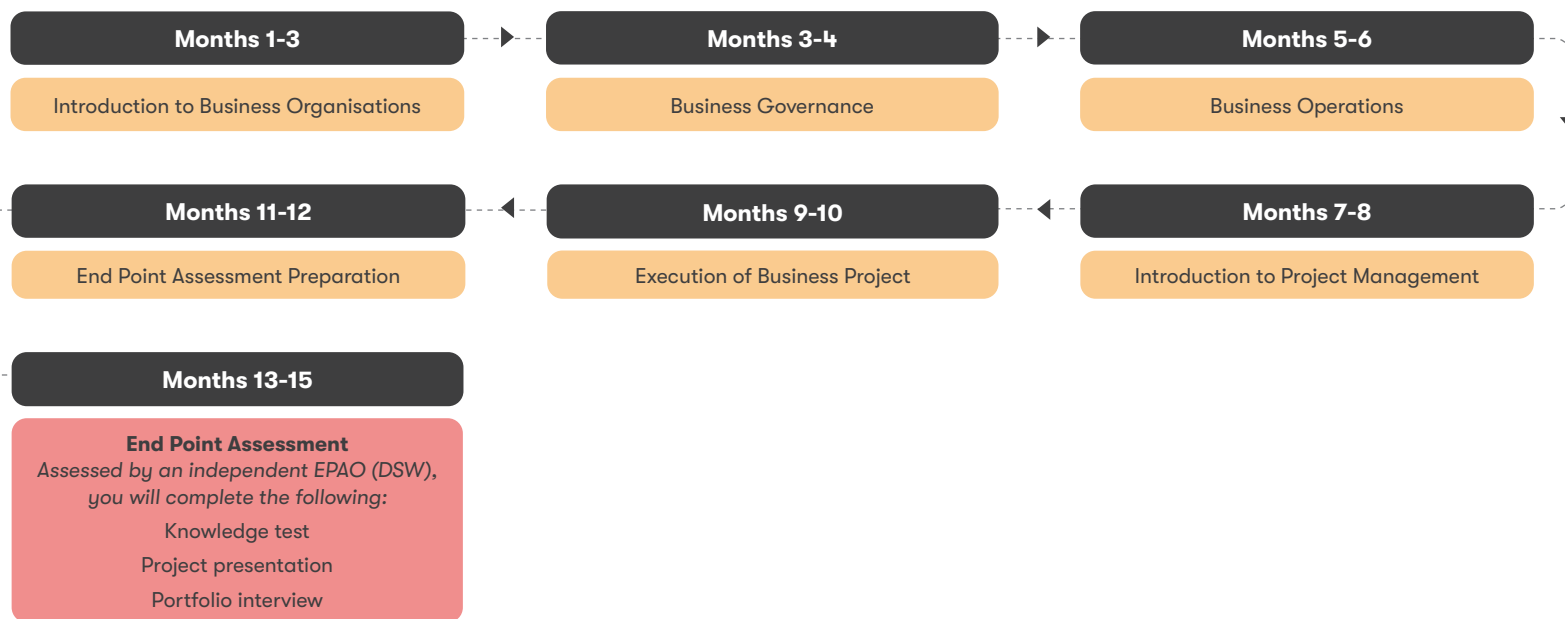 Months 1-3
Introduction to Business Organisations
Months 3-4
Business Governance
Months 5-6
Business Operations
Months 7-8
Introduction to Project Management
Months 9-10
Execution of Business Project
Months 11-12
End Point Assessment Preparation
Months 13-15
End Point Assessment
Assessed by an independent EPAO (DSW),
you will complete the following:
Knowledge test
Project presentation
Portfolio interview